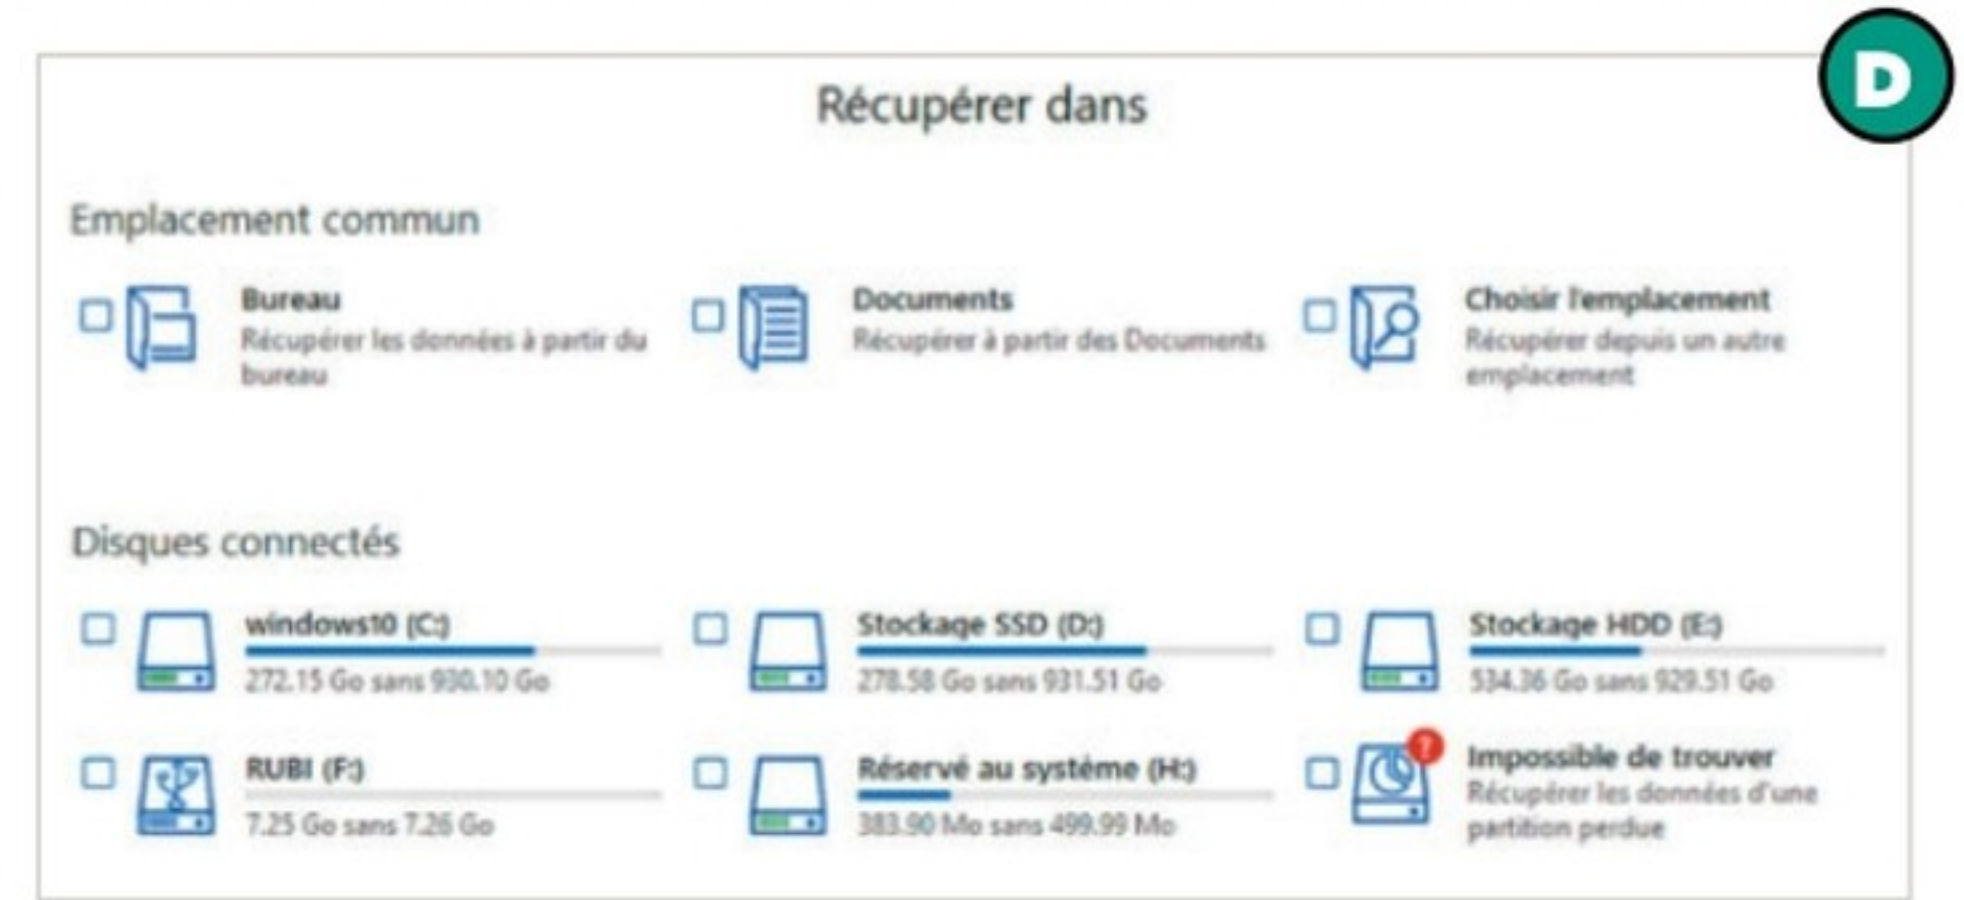 D
Récupérer dans
Emplacement commun
Bureau
Récupérer les données à partir du
bureau
Documents
Récupérer à partir des Documents
Choisir l'emplacement
Récupérer depuis un autre
emplacement
Disques connectés
windows10 (C:)
272.15 Go sans 930.10 Go
Stockage SSD (D:)
278.58 Go sans 931.51 Go
Stockage HDD (E:)
534.36 Go sans 929.51 Go
RUBI (F:)
7.25 Go sans 7.26 Go
Réservé au système (H:)
383.90 Mo sans 499.99 Mo
?
Impossible de trouver
Récupérer les données d'une
partition perdue